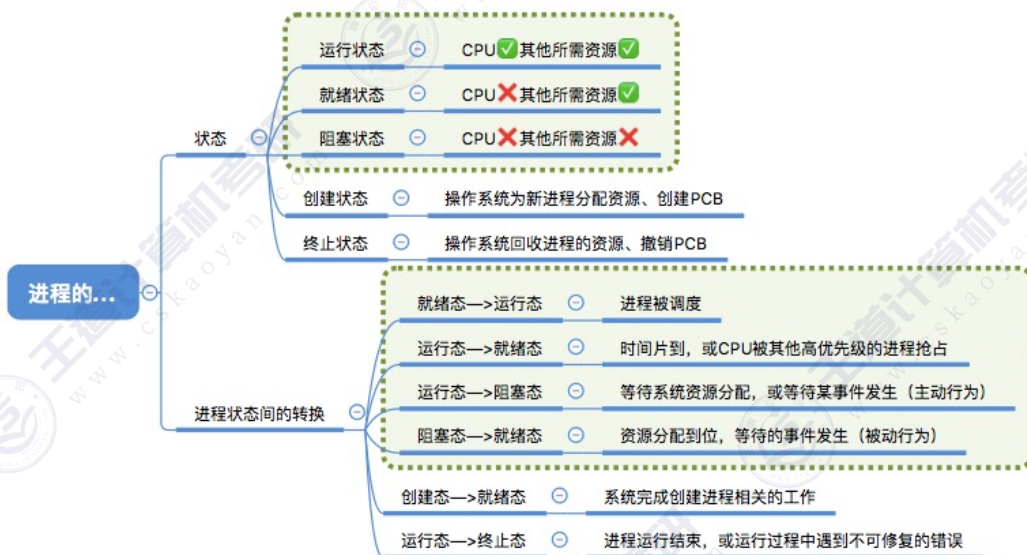 进程的...
状态
运行状态 CPU✅其他所需资源✅
就绪状态 CPU❌其他所需资源✅
阻塞状态 CPU❌其他所需资源❌
创建状态 操作系统为新进程分配资源、创建PCB
终止状态 操作系统回收进程的资源、撤销PCB
进程状态间的转换
就绪态—>运行态 进程被调度
运行态—>就绪态 时间片到，或CPU被其他高优先级的进程抢占
运行态—>阻塞态 等待系统资源分配，或等待某事件发生（主动行为）
阻塞态—>就绪态 资源分配到位，等待的事件发生（被动行为）
创建态—>就绪态 系统完成创建进程相关的工作
运行态—>终止态 进程运行结束，或运行过程中遇到不可修复的错误
王道计算机考研
www.cskaoyan.com